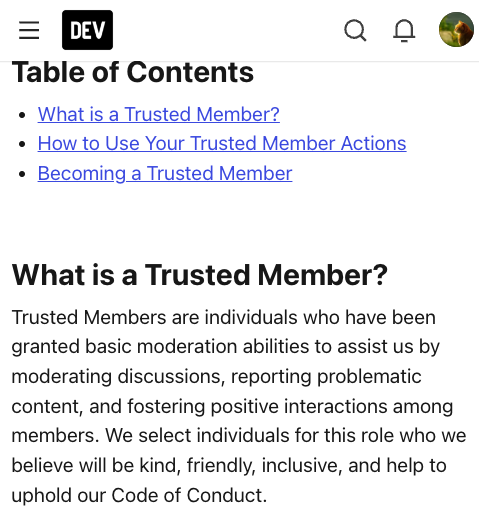 DEV
Table of Contents
What is a Trusted Member?
How to Use Your Trusted Member Actions
Becoming a Trusted Member
What is a Trusted Member?
Trusted Members are individuals who have been
granted basic moderation abilities to assist us by
moderating discussions, reporting problematic
content, and fostering positive interactions among
members. We select individuals for this role who we
believe will be kind, friendly, inclusive, and help to
uphold our Code of Conduct.